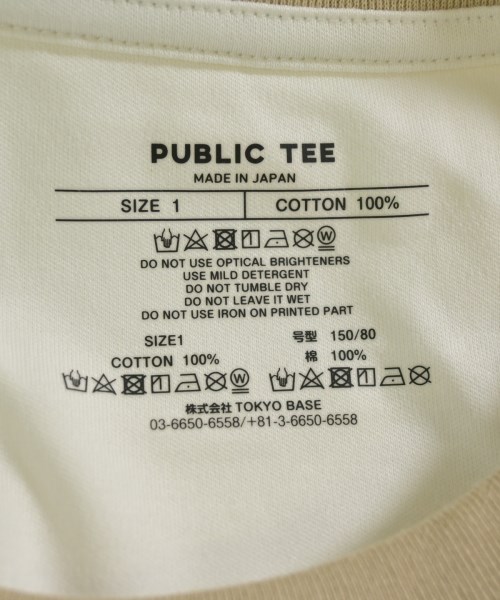 PUBLIC TEE
MADE IN JAPAN
SIZE 1 COTTON 100%
DO NOT USE OPTICAL BRIGHTENERS
USE MILD DETERGENT
DO NOT TUMBLE DRY
DO NOT LEAVE IT WET
DO NOT USE IRON ON PRINTED PART
SIZE1 号型 150/80
COTTON 100% 棉 100%
株式会社 TOKYO BASE
03-6650-6558/+81-3-6650-6558